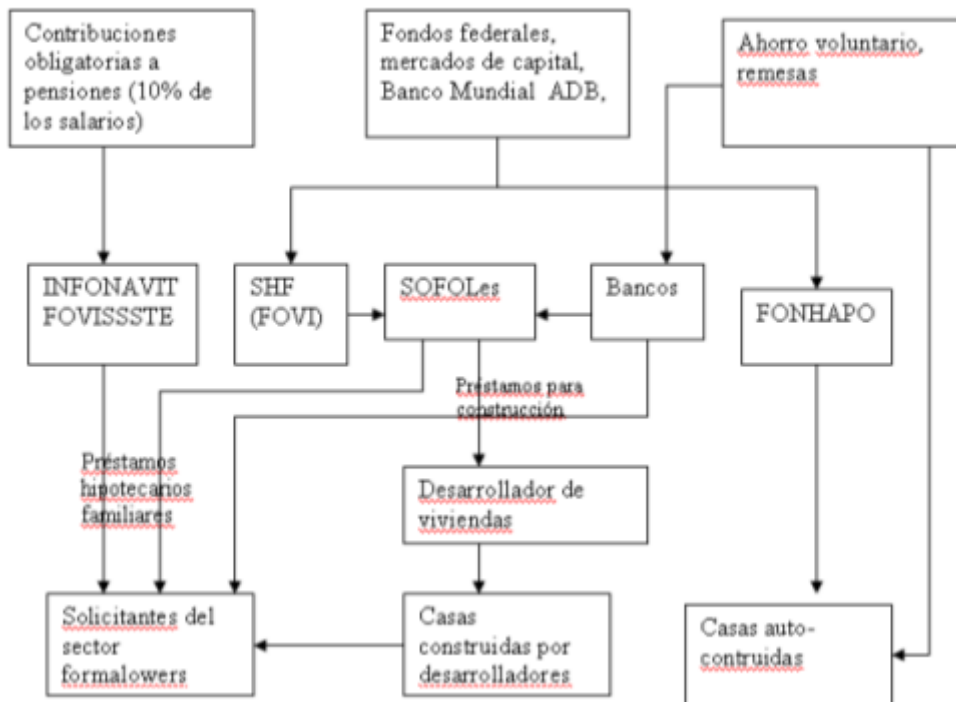 Contribuciones
obligatorias a
pensiones (10% de
los salarios)
Fondos federales,
mercados de capital,
Banco Mundial ADB,
Ahorro voluntario,
remesas
INFONAVIT
FOVISSSTE
SHF
(FOVI)
SOFOLes
Bancos
FONHAPO
Préstamos para
construcción
Préstamos
hipotecarios
familiares
Desarrollador de
viviendas
Solicitantes del
sector
formalowers
Casas
construidas por
desarrolladores
Casas auto-
contruidas